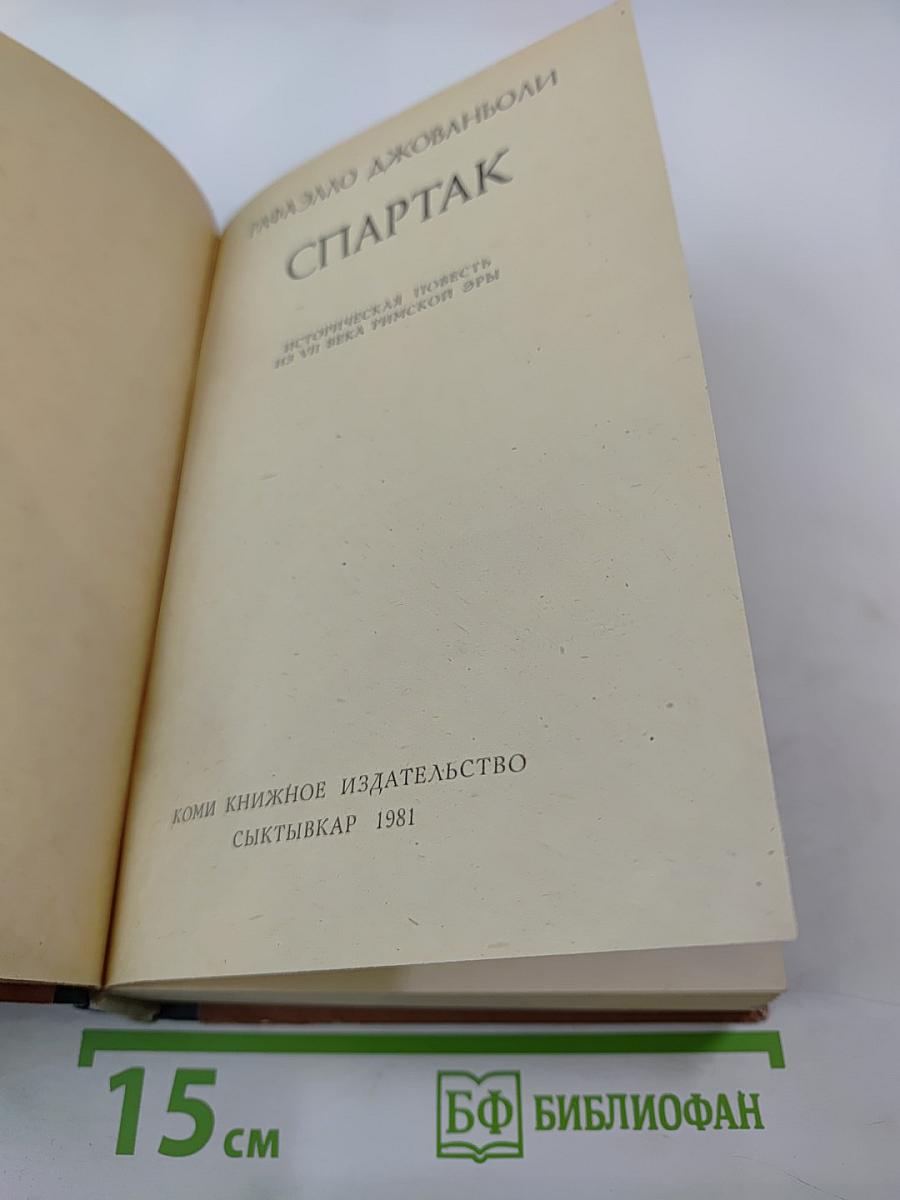 РАФАЭЛЛО ДЖОВАНЬОЛИ
СПАРТАК
ИСТОРИЧЕСКАЯ ПОВЕСТЬ
ИЗ VII ВЕКА РИМСКОЙ ЭРЫ
КОМИ КНИЖНОЕ ИЗДАТЕЛЬСТВО
СЫКТЫВКАР 1981
15 см
БФ БИБЛИОФАН